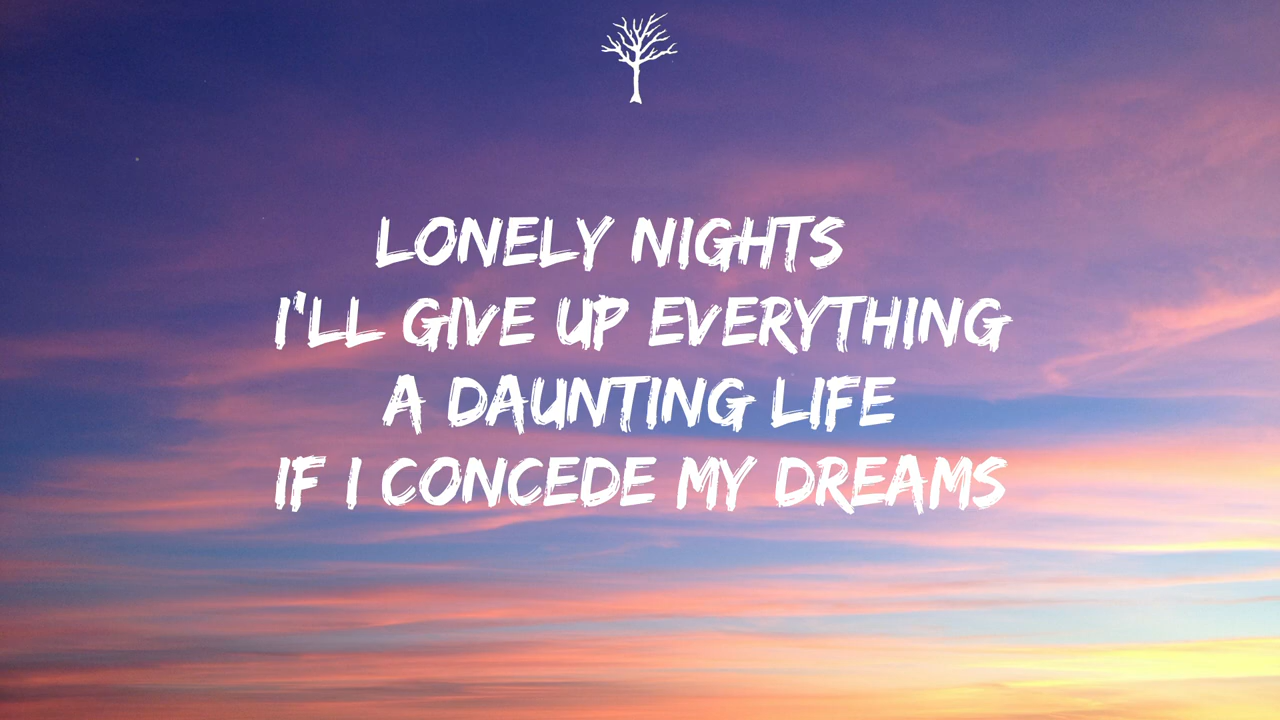 LONELY NIGHTS
I'LL GIVE UP EVERYTHING
A DAUNTING LIFE
IF I CONCEDE MY DREAMS